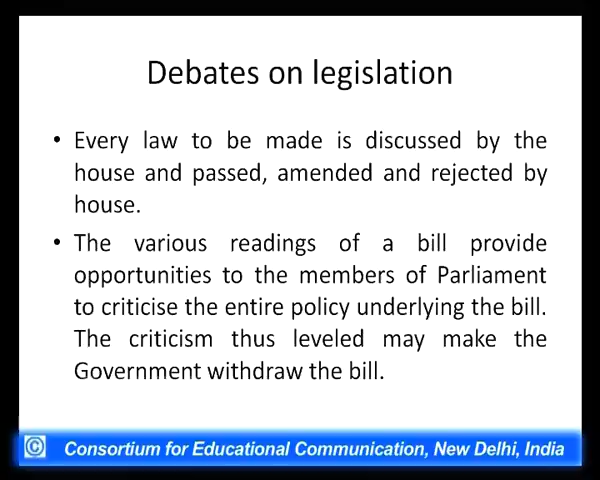 Debates on legislation
• Every law to be made is discussed by the
house and passed, amended and rejected by
house.
• The various readings of a bill provide
opportunities to the members of Parliament
to criticise the entire policy underlying the bill.
The criticism thus leveled may make the
Government withdraw the bill.
© Consortium for Educational Communication, New Delhi, India